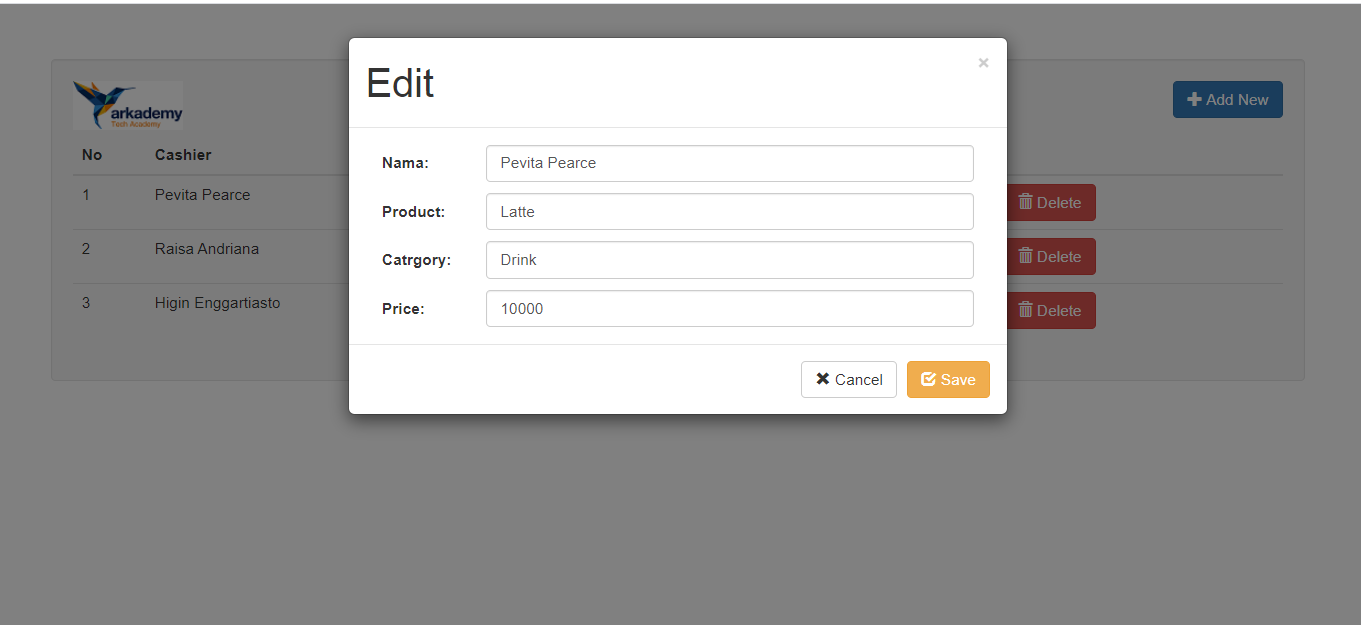 Edit
×
arkademy
Tech Academy
Add New
No Cashier
1 Pevita Pearce Delete
2 Raisa Andriana Delete
3 Higin Enggartiasto Delete
Nama: Pevita Pearce
Product: Latte
Catrgory: Drink
Price: 10000
Cancel Save